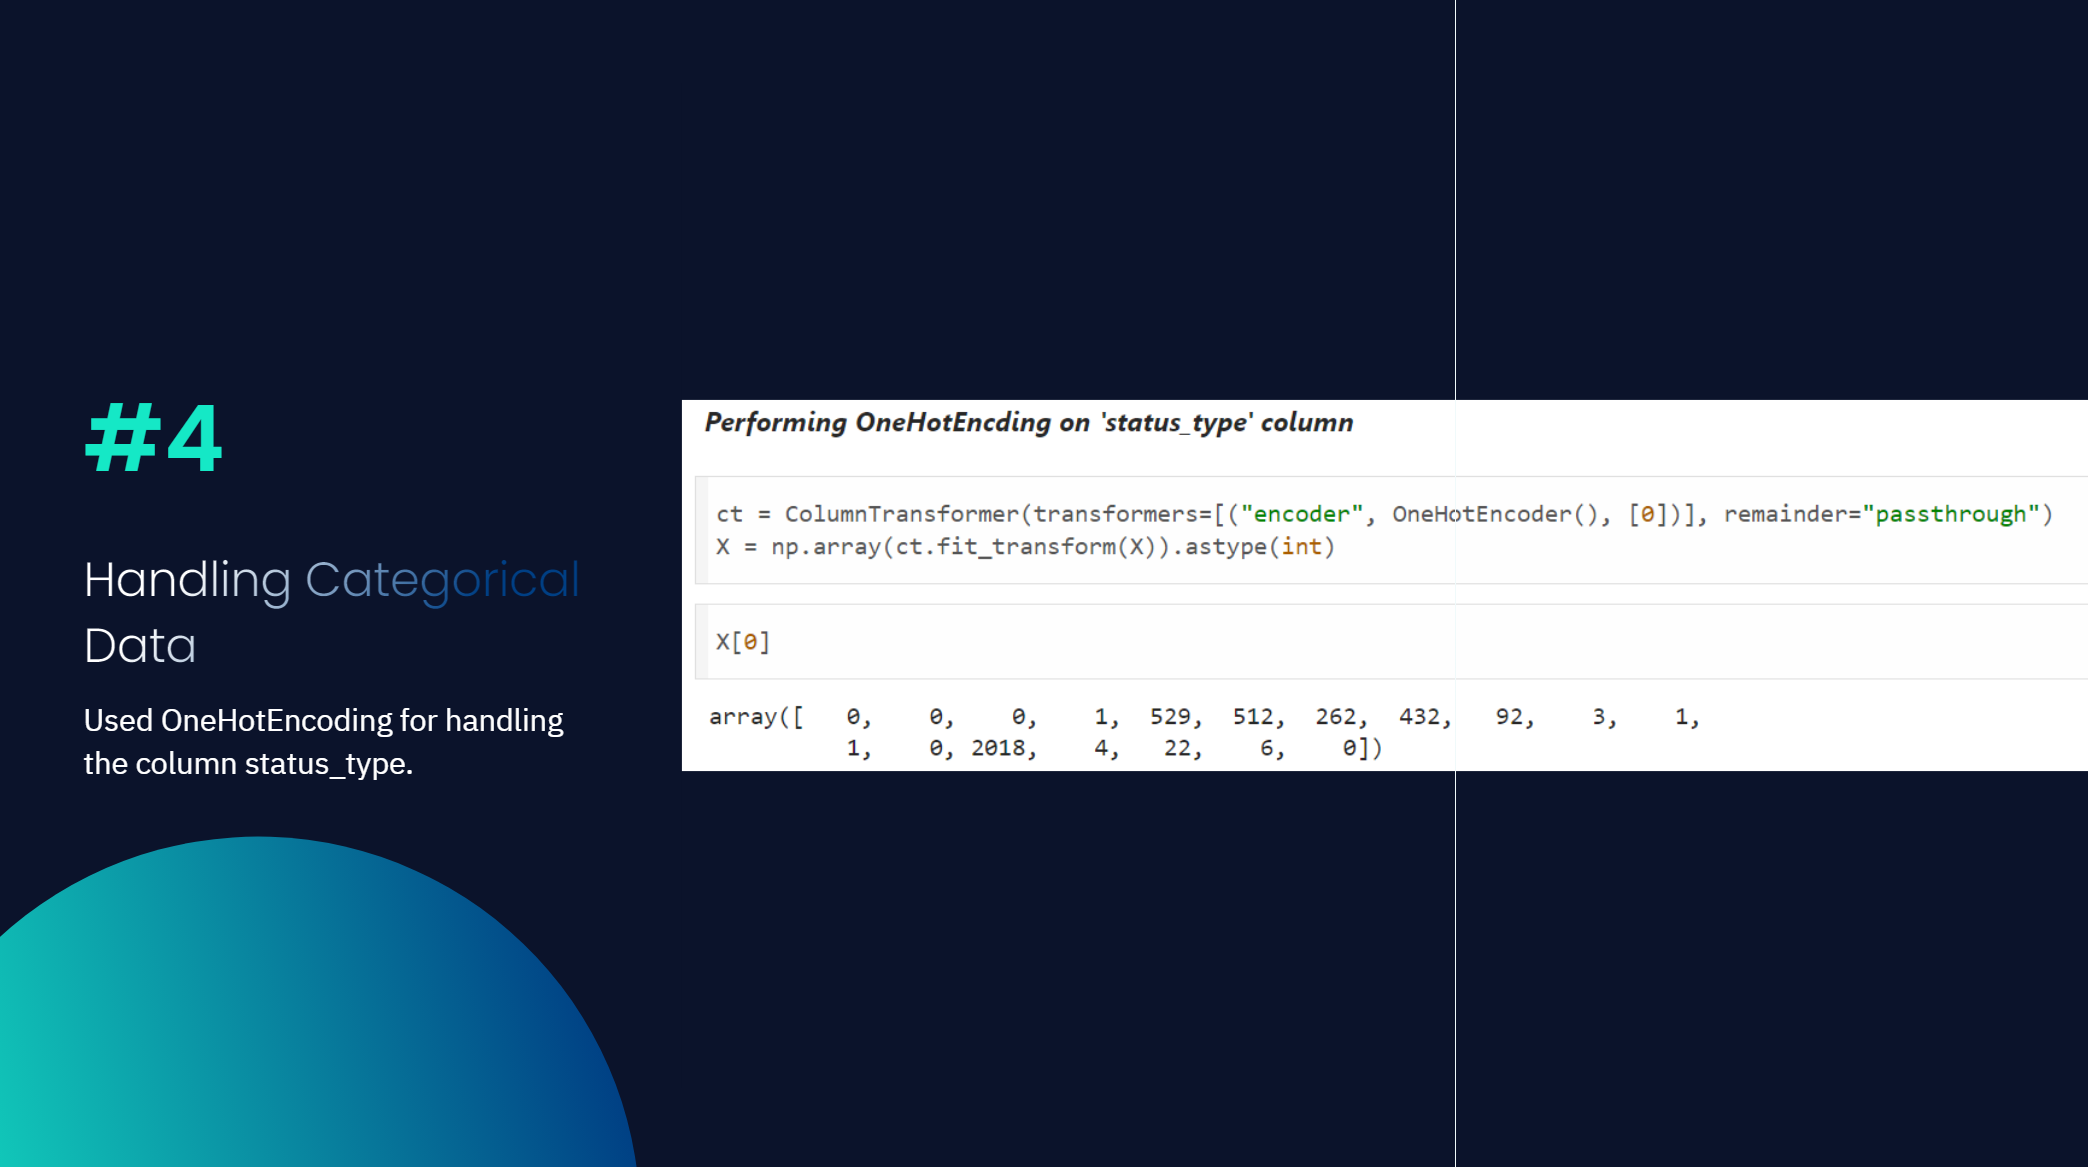 #4
Handling Categorical
Data
Used OneHotEncoding for handling
the column status_type.
Performing OneHotEncding on 'status_type' column
ct = ColumnTransformer(transformers=[("encoder", OneHotEncoder(), [0])], remainder="passthrough")
X = np.array(ct.fit_transform(X)).astype(int)
X[0]
array([   0,    0,    0,    1,  529,  512,  262,  432,   92,    3,    1,
          1,    0, 2018,    4,   22,    6,    0])